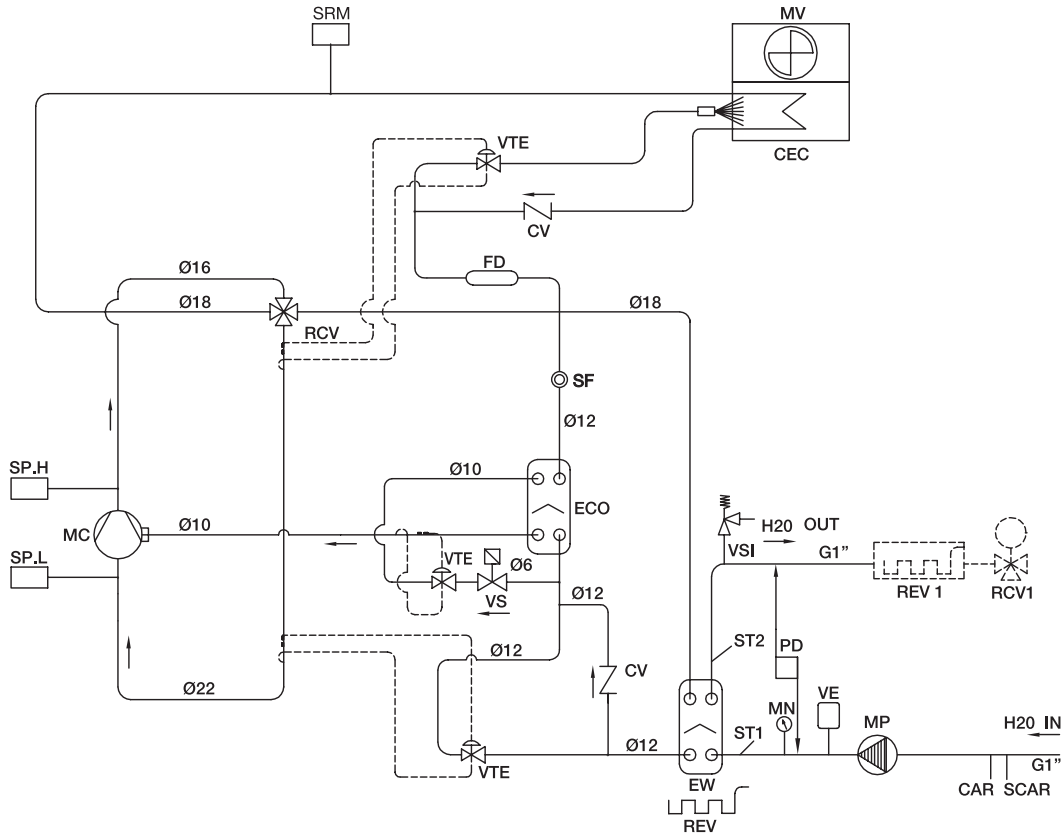 SRM
MV
CEC
VTE
CV
FD
Ø16
Ø18
Ø18
RCV
SF
Ø12
SP.H
Ø10
ECO
MC
Ø10
H20 OUT
VSI
G1"
SP.L
VTE
Ø6
VS
REV 1
RCV1
Ø12
Ø12
ST2
PD
CV
VE
Ø22
MN
MP
H20 IN
ST1
Ø12
G1"
VTE
EW
CAR
SCAR
REV